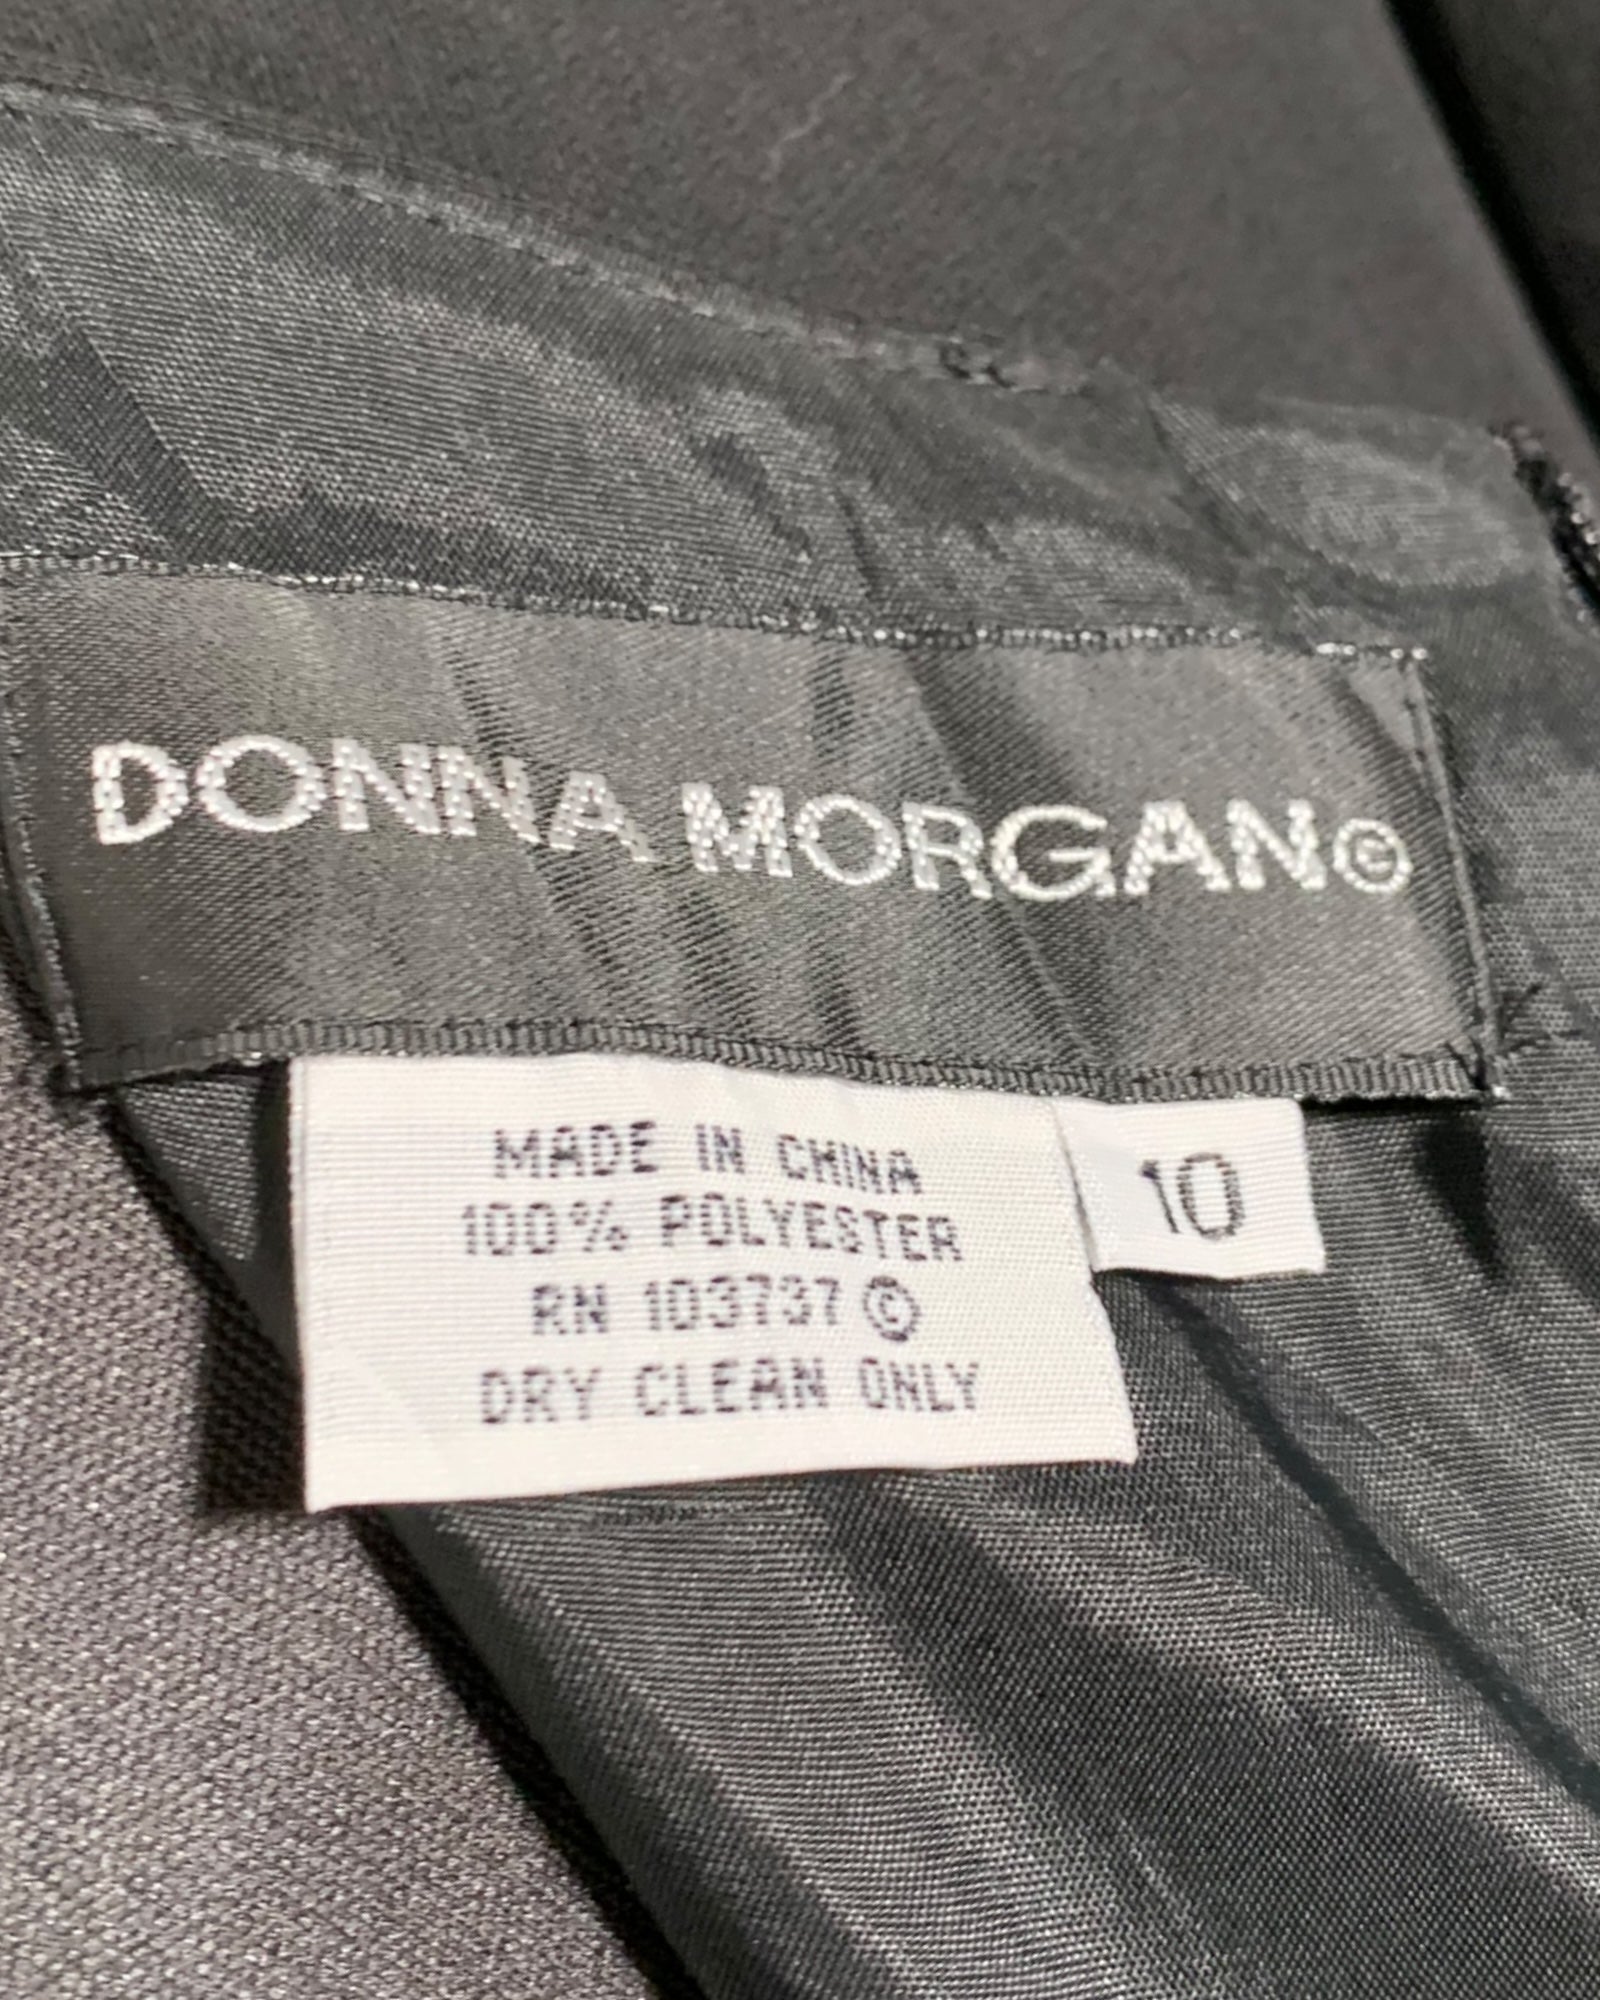 DONNA MORGAN©
MADE IN CHINA
100% POLYESTER
RN 103737 ©
DRY CLEAN ONLY
10